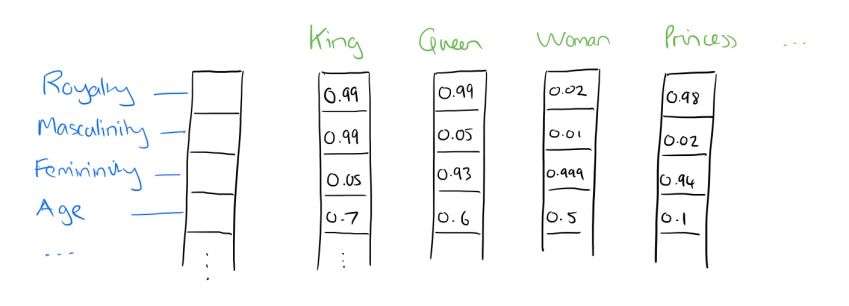 King Queen Woman Princess ...
Royalty 0.99 0.99 0.02 0.98
Masculinity 0.99 0.05 0.01 0.02
Femininity 0.05 0.93 0.999 0.94
Age 0.7 0.6 0.5 0.1
...